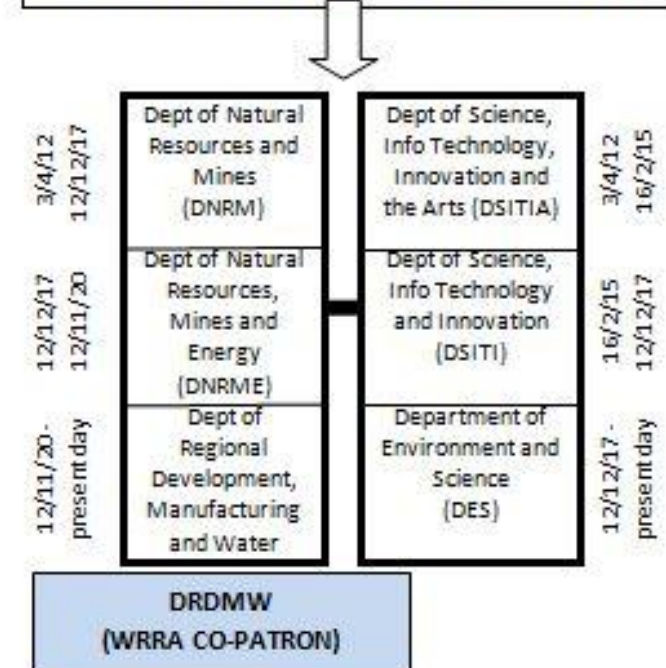 3/4/12
12/12/17
Dept of Natural
Resources and
Mines
(DNRM)
Dept of Science,
Info Technology,
Innovation and
the Arts (DSITIA)
3/4/12
16/2/15
12/12/17
12/11/20
Dept of Natural
Resources,
Mines and
Energy
(DNRME)
Dept of Science,
Info Technology
and Innovation
(DSITI)
16/2/15
12/12/17
12/11/20 -
present day
Dept of
Regional
Development,
Manufacturing
and Water
Department of
Environment and
Science
(DES)
12/12/17 -
present day
DRDMW
(WRRA CO-PATRON)